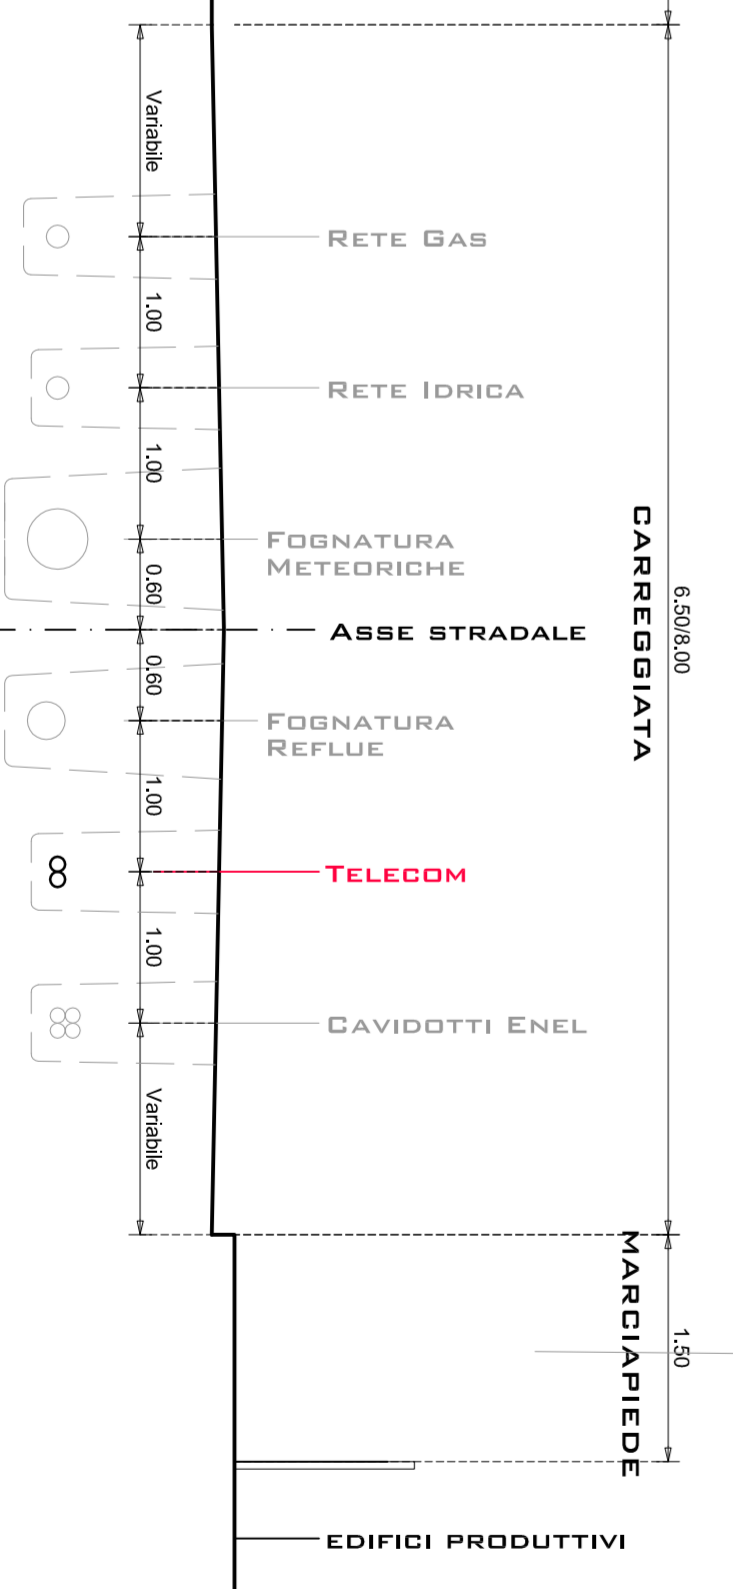 Variabile
RETE GAS
1.00
RETE IDRICA
1.00
FOGNATURA
METEORICHE
0.60
ASSE STRADALE
CARREGGIATA
6.50/8.00
0.60
FOGNATURA
REFLUE
1.00
TELECOM
1.00
CAVIDOTTI ENEL
Variabile
MARCIAPIEDE
1.50
EDIFICI PRODUTTIVI